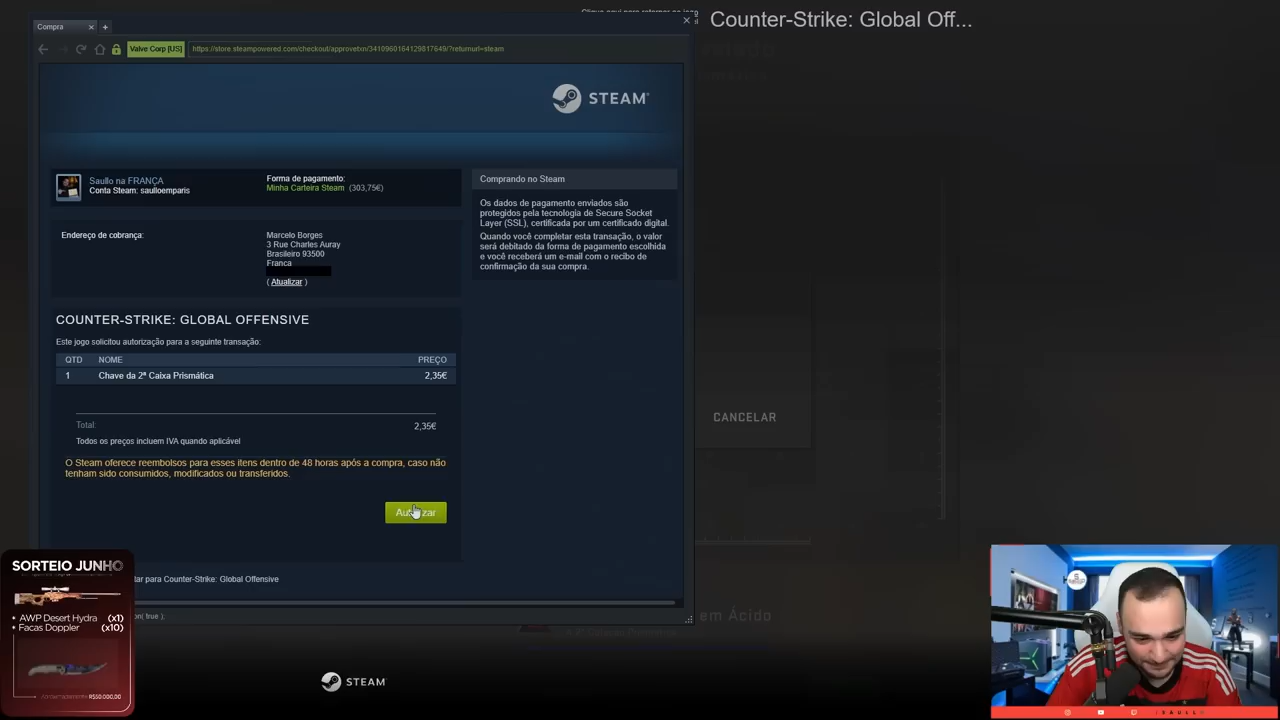 Counter-Strike: Global Off...
Compra
Valve Corp [US]
https://store.steampowered.com/checkout/approvetxn/3410960164129817649/?returnurl=steam
STEAM
Saullo na FRANÇA
Conta Steam: saulloemparis
Forma de pagamento:
Minha Carteira Steam (303,75€)
Comprando no Steam
Os dados de pagamento enviados são
protegidos pela tecnologia de Secure Socket
Layer (SSL), certificada por um certificado digital.
Quando você completar esta transação, o valor
será debitado da forma de pagamento escolhida
e você receberá um e-mail com o recibo de
confirmação da sua compra.
Endereço de cobrança:
Marcelo Borges
3 Rue Charles Auray
Brasileiro 93500
Franca
( Atualizar )
COUNTER-STRIKE: GLOBAL OFFENSIVE
Este jogo solicitou autorização para a seguinte transação:
QTD NOME PREÇO
1 Chave da 2ª Caixa Prismática 2,35€
CANCELAR
Total: 2,35€
Todos os preços incluem IVA quando aplicável
O Steam oferece reembolsos para esses itens dentro de 48 horas após a compra, caso não
tenham sido consumidos, modificados ou transferidos.
tar para Counter-Strike: Global Offensive
true );
em Ácido
STEAM
SORTEIO JUNHO
• AWP Desert Hydra (x1)
• Facas Doppler (x10)